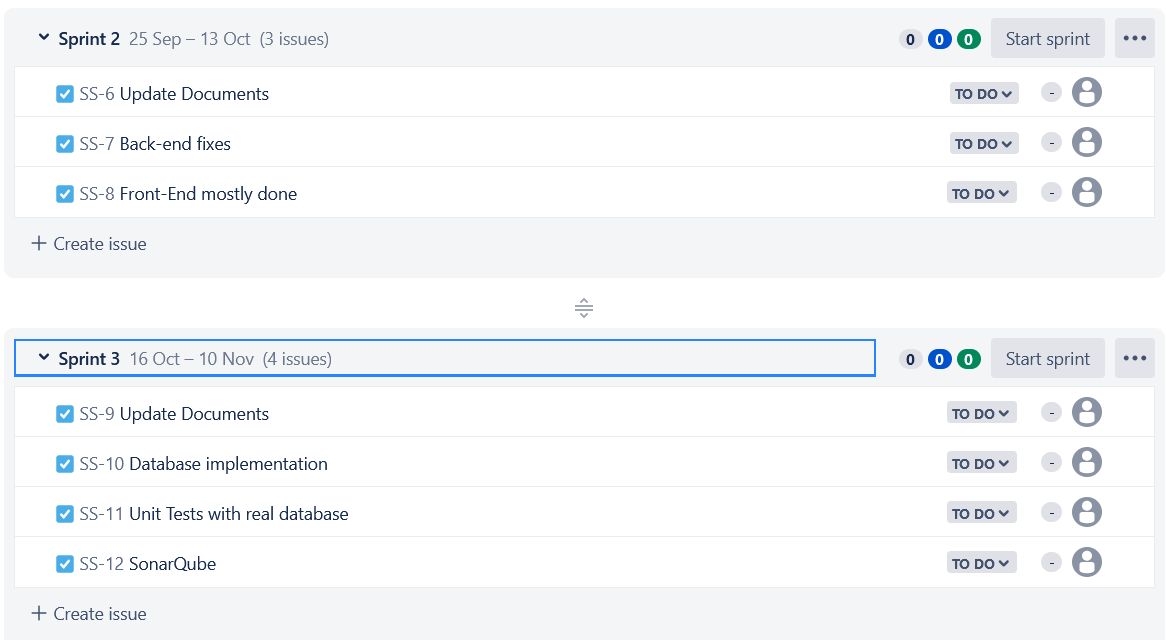 Sprint 2 25 Sep – 13 Oct (3 issues) 0 0 0 Start sprint
SS-6 Update Documents TO DO -
SS-7 Back-end fixes TO DO -
SS-8 Front-End mostly done TO DO -
+ Create issue
Sprint 3 16 Oct – 10 Nov (4 issues) 0 0 0 Start sprint
SS-9 Update Documents TO DO -
SS-10 Database implementation TO DO -
SS-11 Unit Tests with real database TO DO -
SS-12 SonarQube TO DO -
+ Create issue